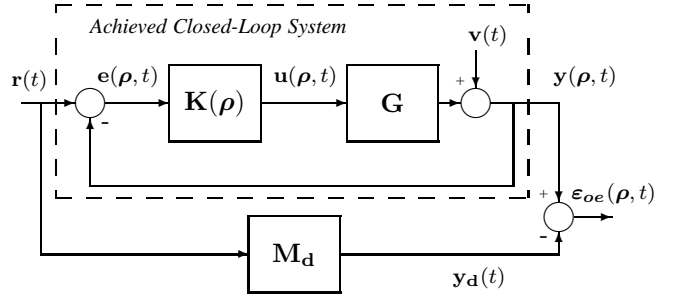 Achieved Closed-Loop System
v(t)
r(t)
e(ρ, t)
u(ρ, t)
y(ρ, t)
+
K(ρ)
G
-
+
ε_oe(ρ, t)
-
M_d
y_d(t)